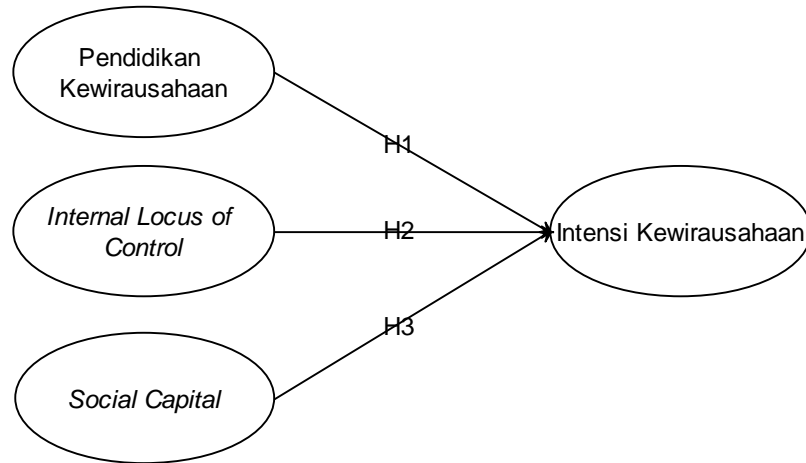 Pendidikan
Kewirausahaan
H1
Internal Locus of
Control
H2
Intensi Kewirausahaan
H3
Social Capital